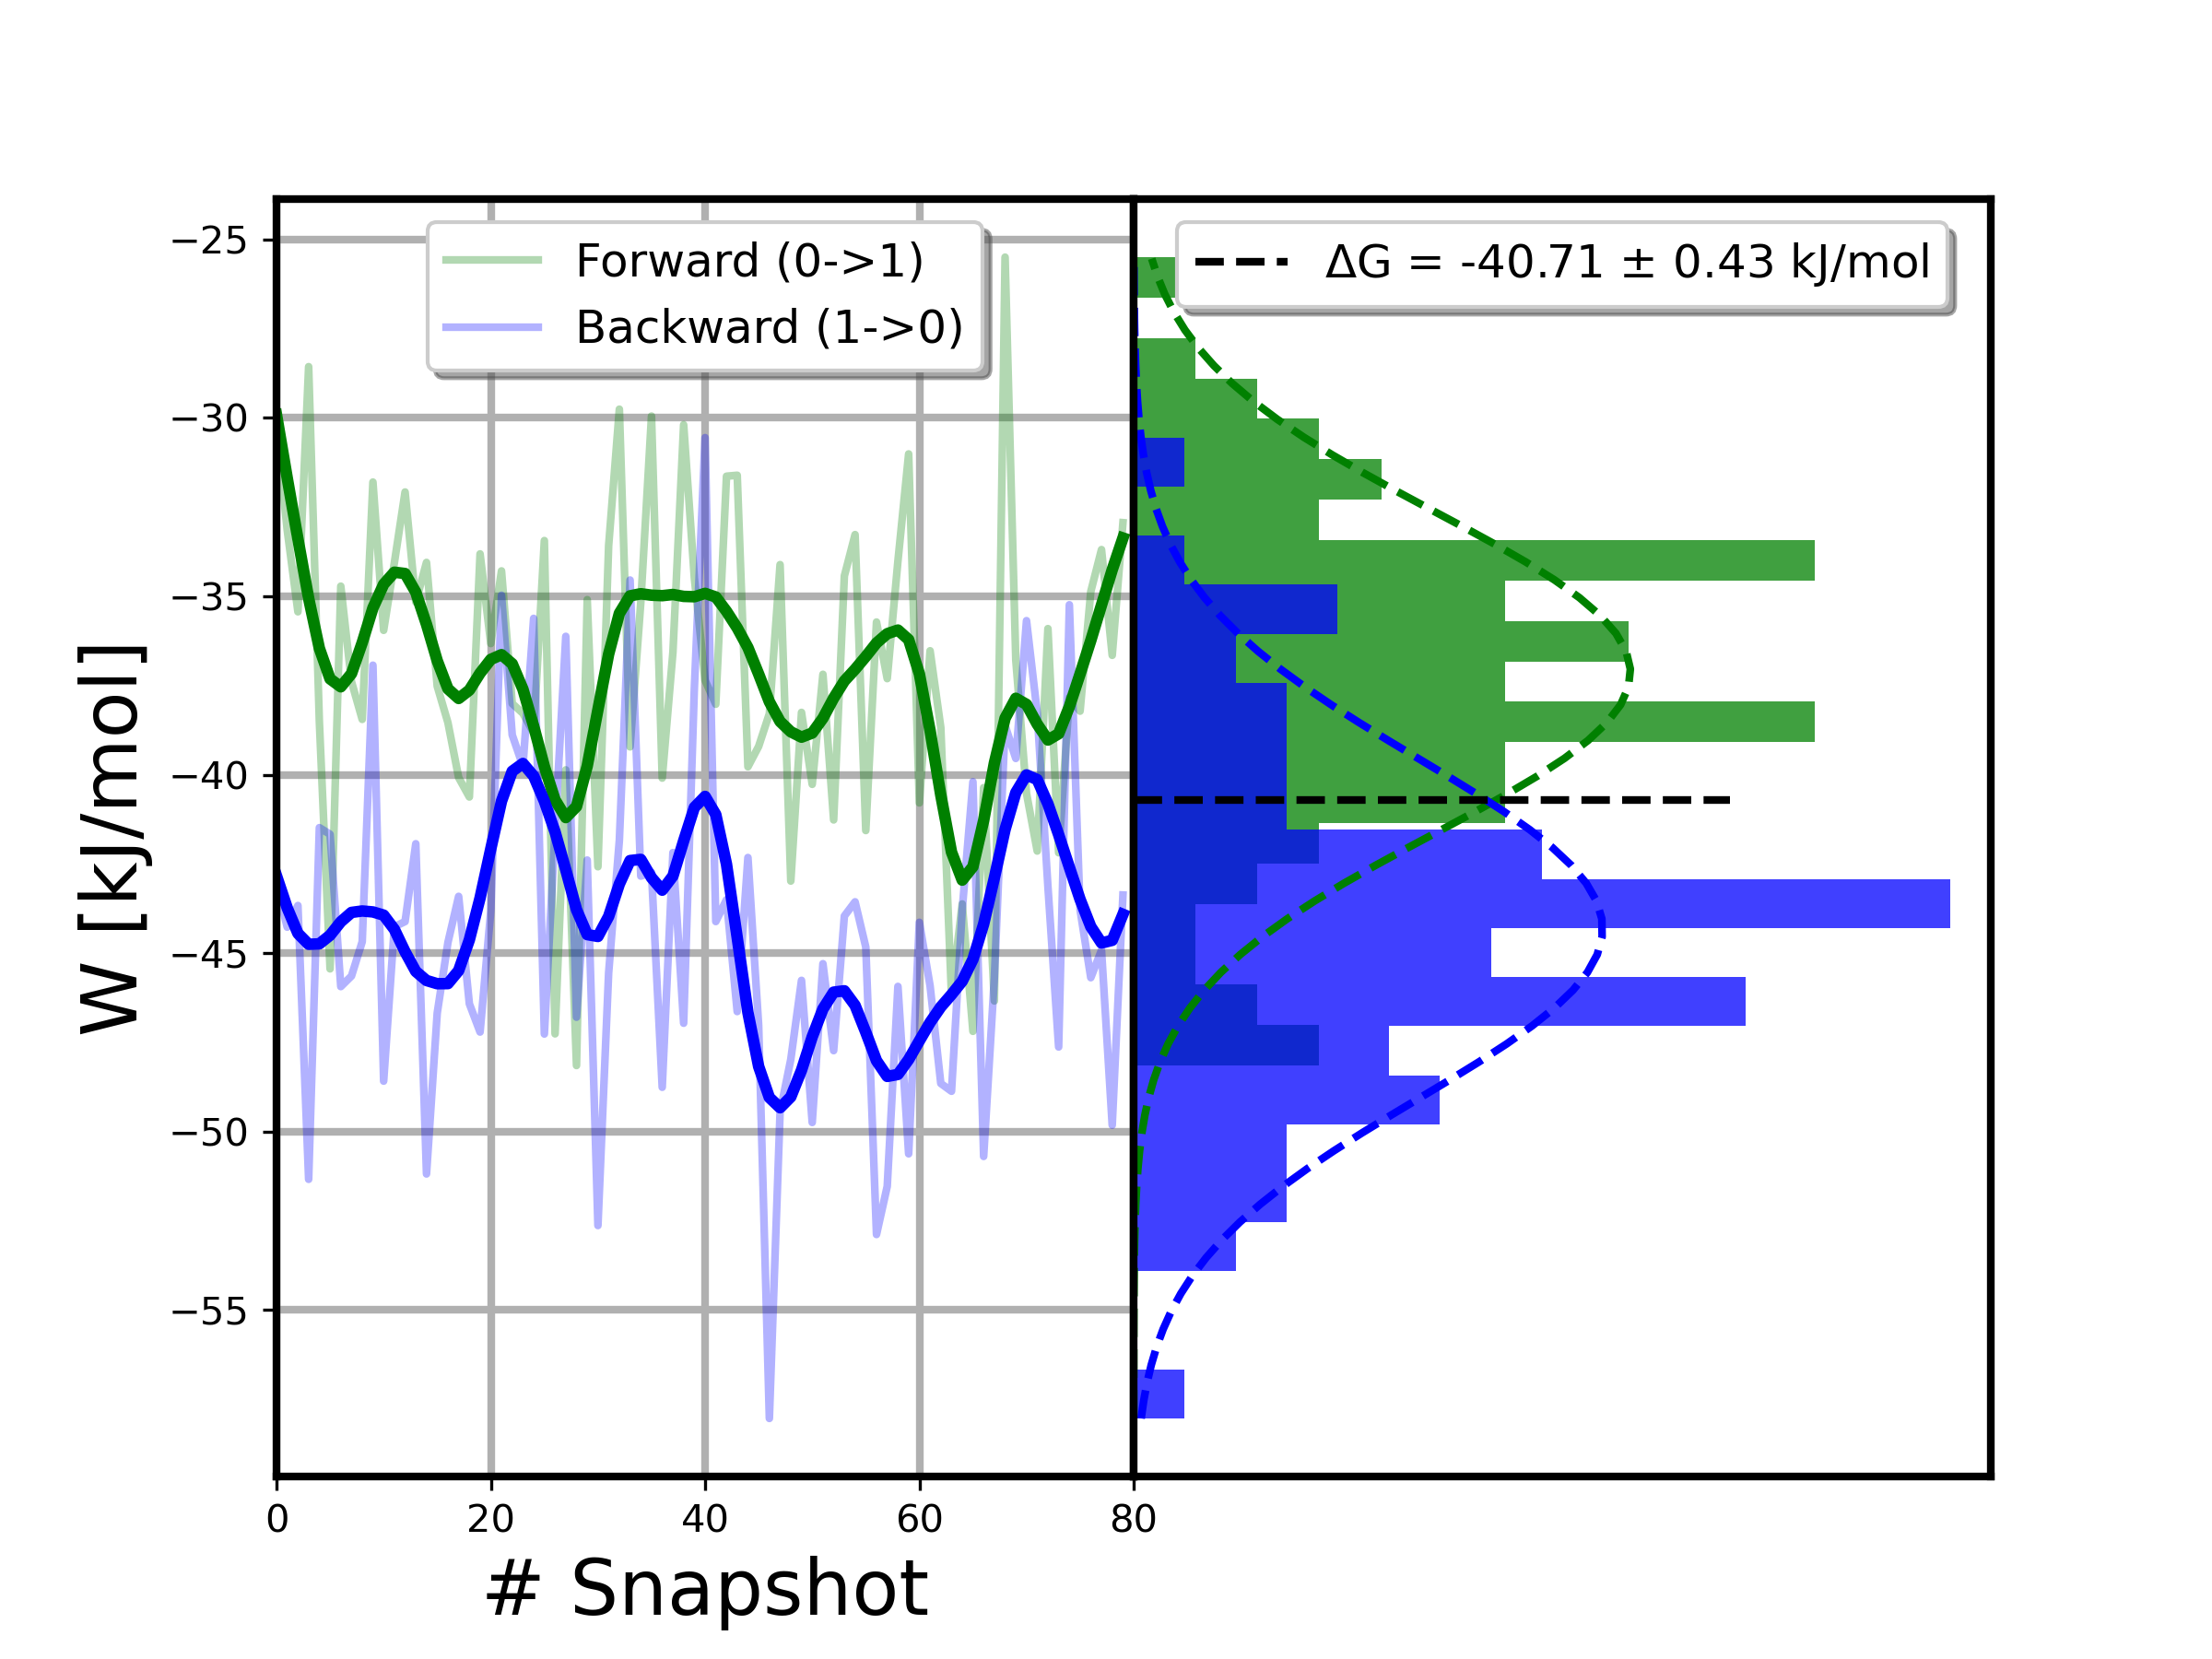 Forward (0->1)
Backward (1->0)
ΔG = -40.71 ± 0.43 kJ/mol
−25
−30
−35
−40
−45
−50
−55
W [kJ/mol]
0 20 40 60 80
# Snapshot